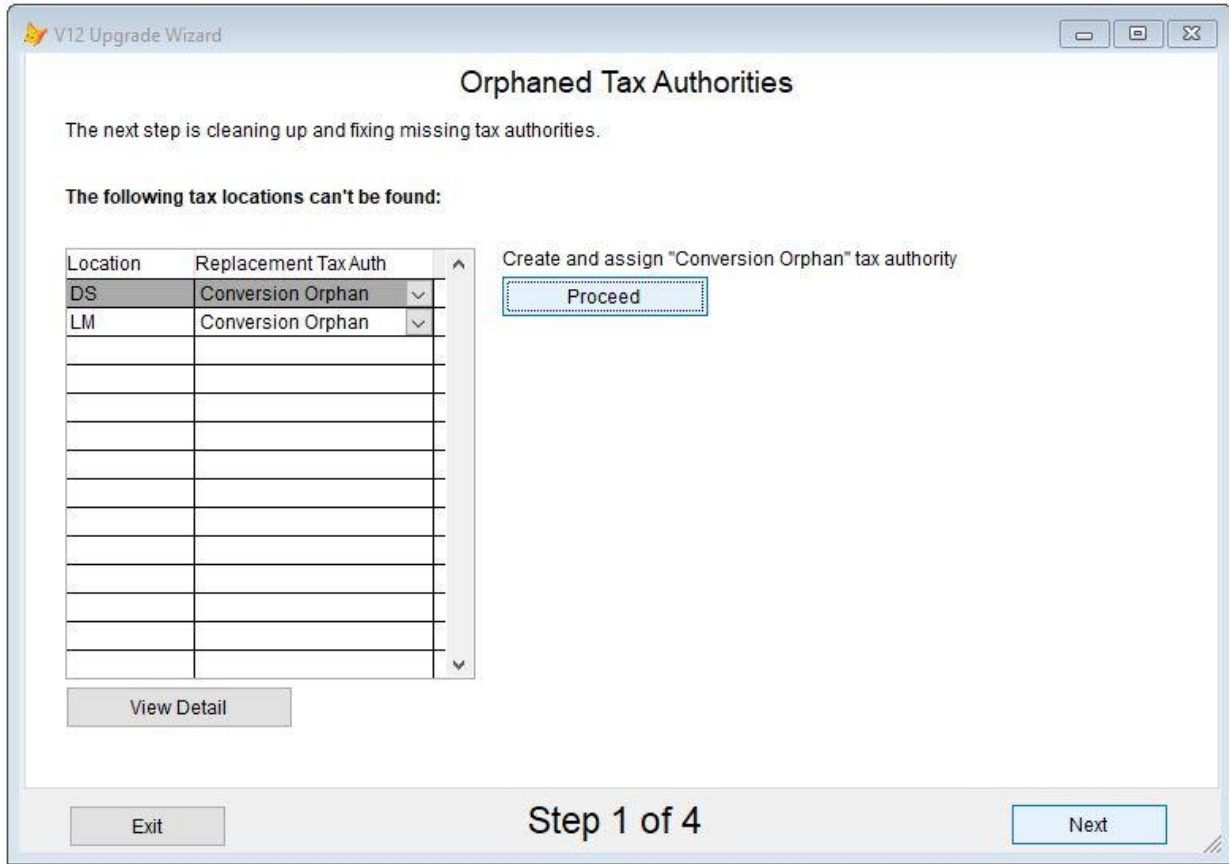 V12 Upgrade Wizard
Orphaned Tax Authorities
The next step is cleaning up and fixing missing tax authorities.
The following tax locations can't be found:
Location Replacement Tax Auth
DS Conversion Orphan
LM Conversion Orphan
Create and assign "Conversion Orphan" tax authority
Proceed
View Detail
Exit
Step 1 of 4
Next